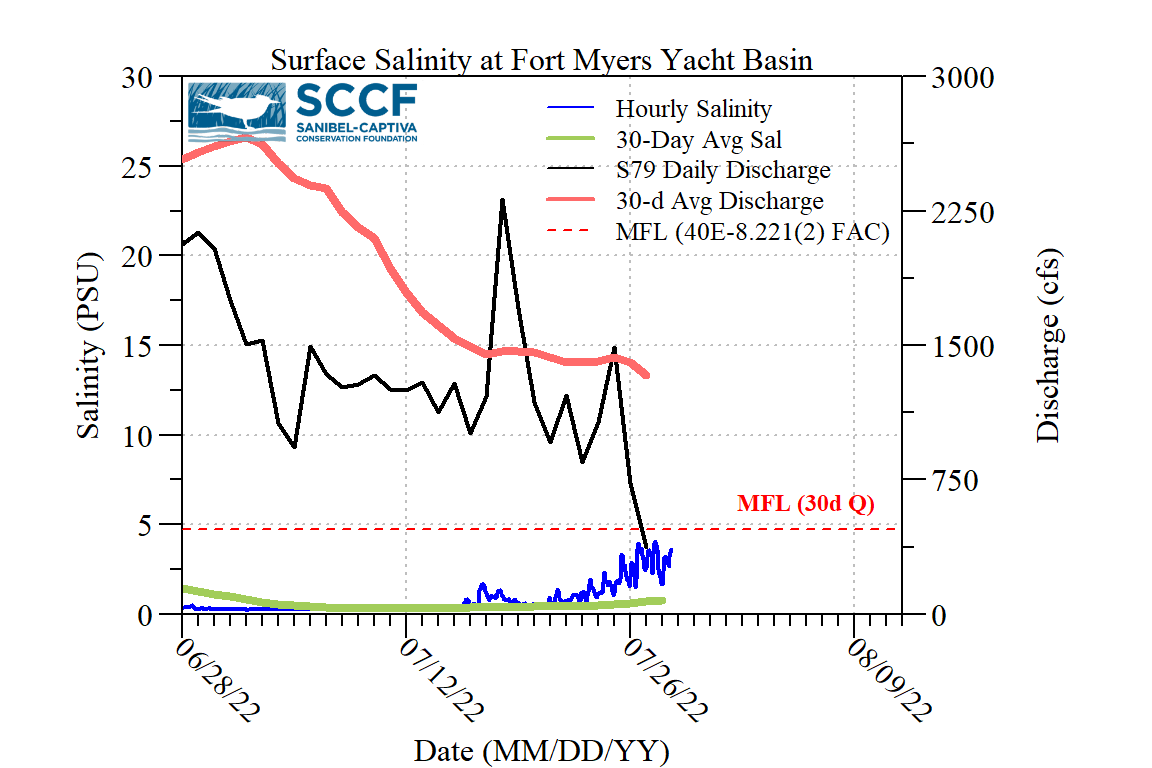 Surface Salinity at Fort Myers Yacht Basin
SCCF
SANIBEL-CAPTIVA
CONSERVATION FOUNDATION
Hourly Salinity
30-Day Avg Sal
S79 Daily Discharge
30-d Avg Discharge
MFL (40E-8.221(2) FAC)
30
25
20
15
10
5
0
Salinity (PSU)
3000
2250
1500
750
0
Discharge (cfs)
MFL (30d Q)
06/28/22
07/12/22
07/26/22
08/09/22
Date (MM/DD/YY)